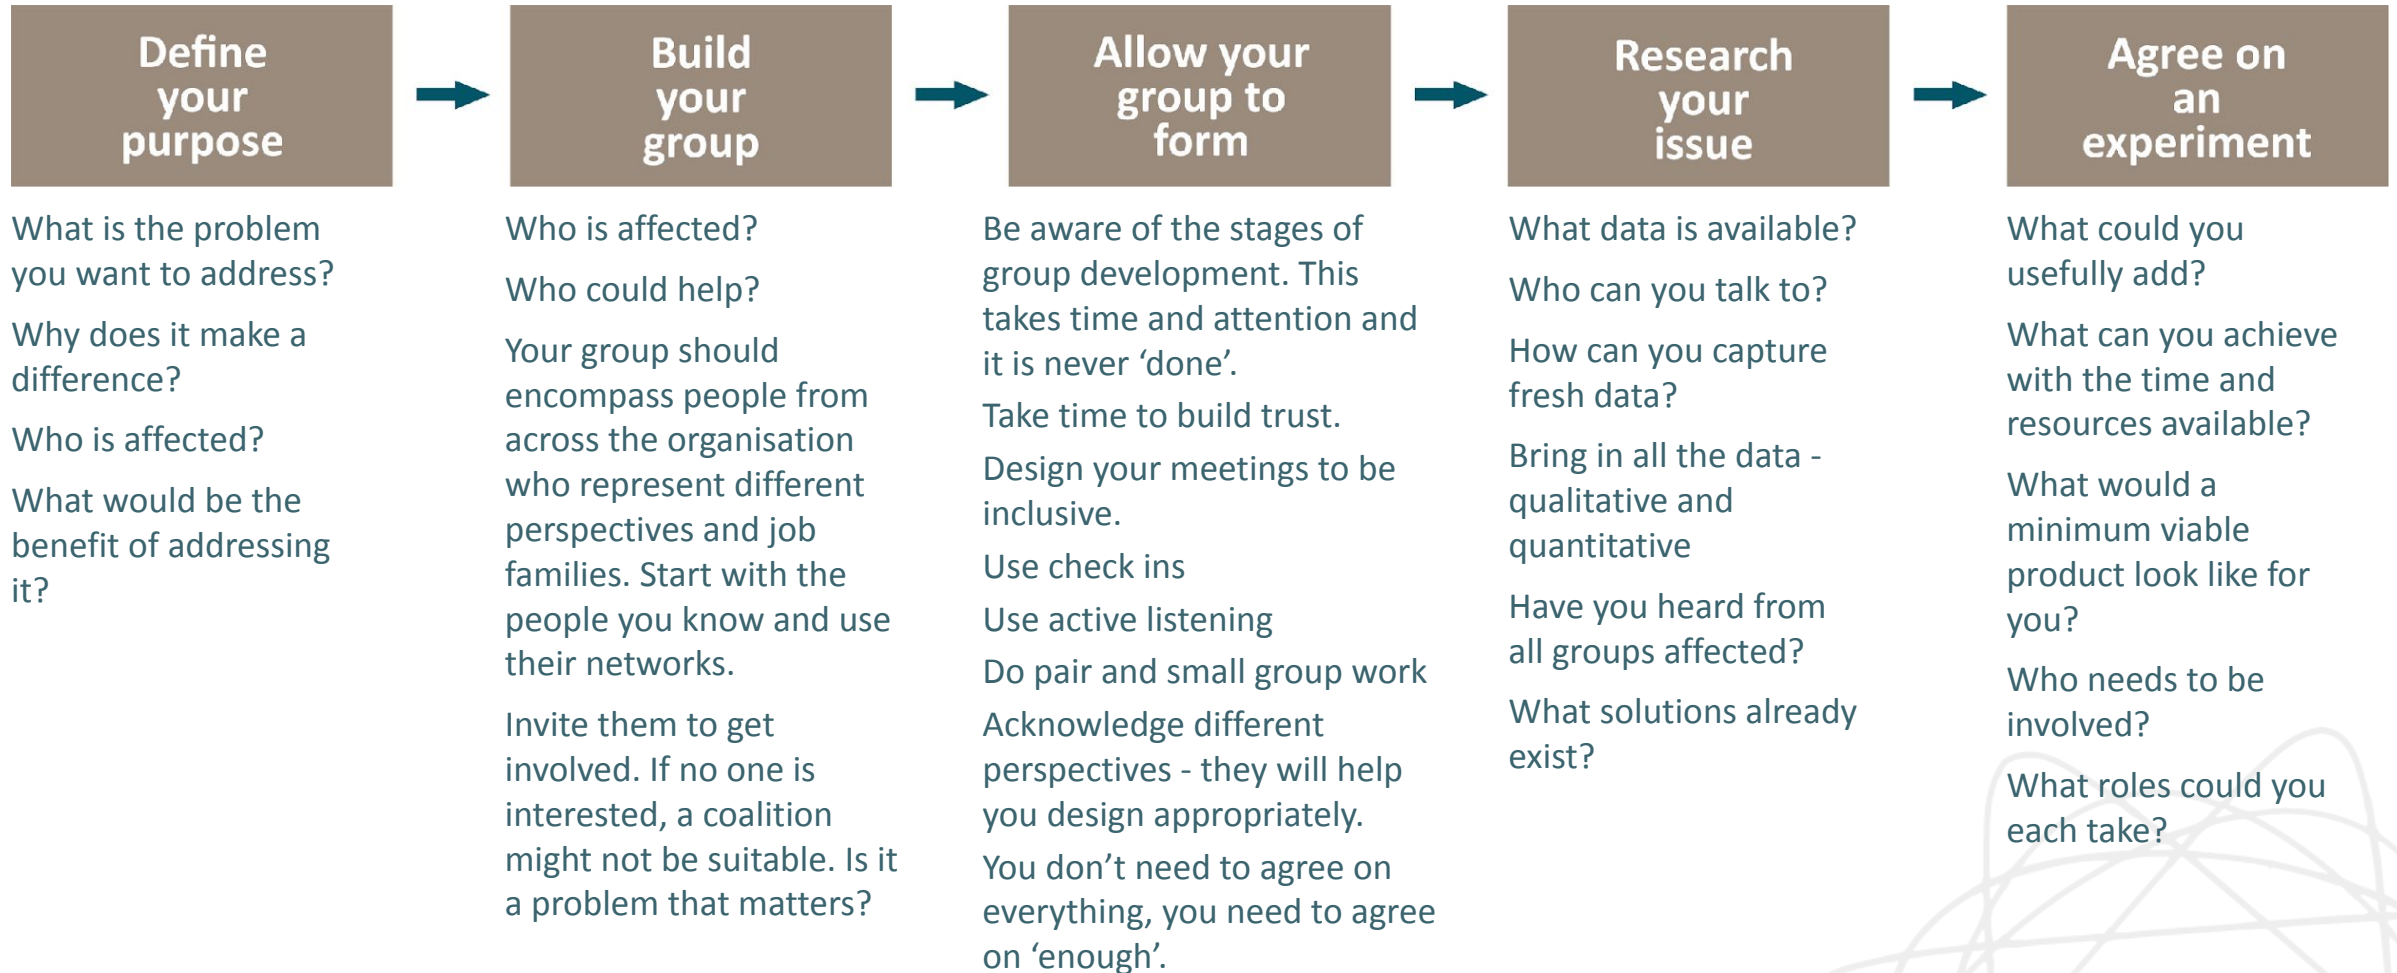 Define
your
purpose
What is the problem
you want to address?
Why does it make a
difference?
Who is affected?
What would be the
benefit of addressing
it?
Build
your
group
Who is affected?
Who could help?
Your group should
encompass people from
across the organisation
who represent different
perspectives and job
families. Start with the
people you know and use
their networks.
Invite them to get
involved. If no one is
interested, a coalition
might not be suitable. Is it
a problem that matters?
Allow your
group to
form
Be aware of the stages of
group development. This
takes time and attention and
it is never ‘done’.
Take time to build trust.
Design your meetings to be
inclusive.
Use check ins
Use active listening
Do pair and small group work
Acknowledge different
perspectives - they will help
you design appropriately.
You don’t need to agree on
everything, you need to agree
on ‘enough’.
Research
your
issue
What data is available?
Who can you talk to?
How can you capture
fresh data?
Bring in all the data -
qualitative and
quantitative
Have you heard from
all groups affected?
What solutions already
exist?
Agree on
an
experiment
What could you
usefully add?
What can you achieve
with the time and
resources available?
What would a
minimum viable
product look like for
you?
Who needs to be
involved?
What roles could you
each take?